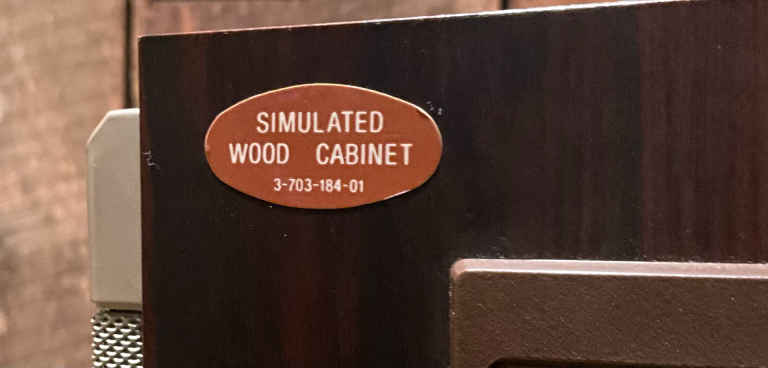 SIMULATED
WOOD CABINET
3-703-184-01